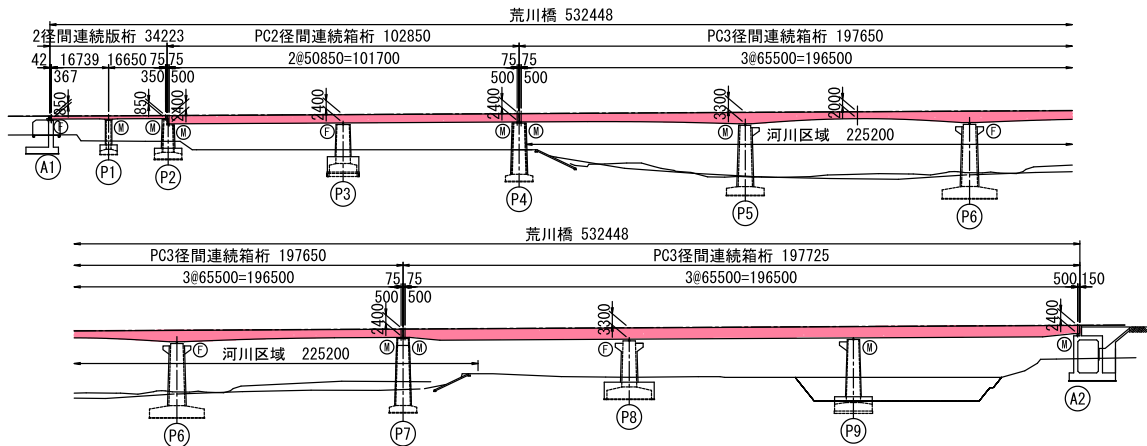 荒川橋 532448
2径間連続版桁 34223
PC2径間連続箱桁 102850
PC3径間連続箱桁 197650
42 16739 16650 75 75
2@50850=101700
75 75
3@65500=196500
367
350 500
500 500
850
850
2400
2400
2400
3300
2000
F
M
M
M
F
M
M
M
F
河川区域 225200
A1
P1
P2
P3
P4
P5
P6
荒川橋 532448
PC3径間連続箱桁 197650
PC3径間連続箱桁 197725
3@65500=196500
75 75
3@65500=196500
500 150
500 500
2400
3300
2400
F
M
M
F
M
M
河川区域 225200
P6
P7
P8
P9
A2